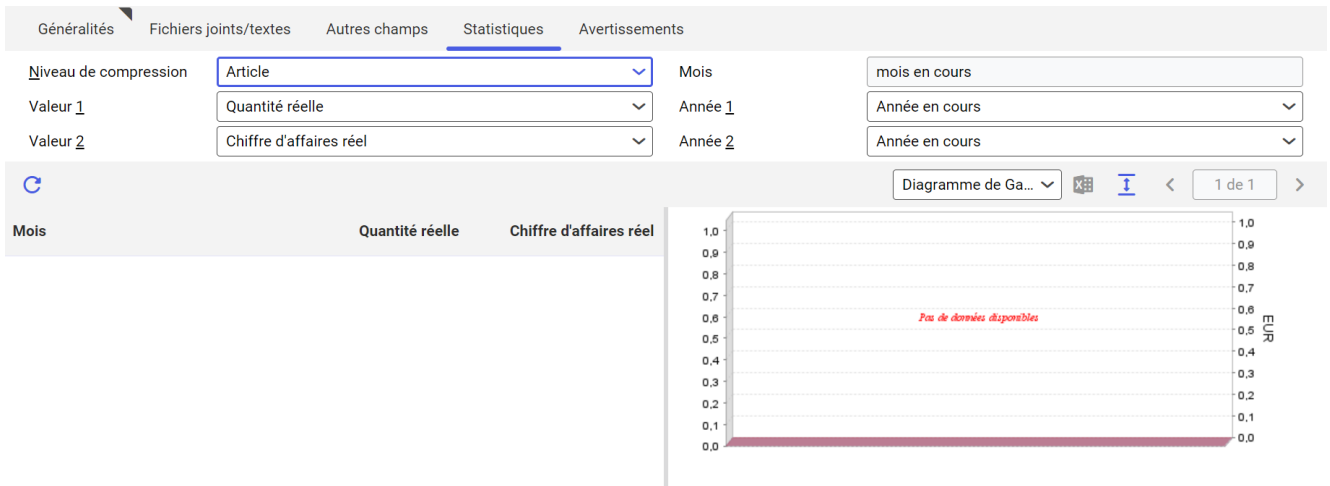 Généralités Fichiers joints/textes Autres champs Statistiques Avertissements
Niveau de compression Article Mois mois en cours
Valeur 1 Quantité réelle Année 1 Année en cours
Valeur 2 Chiffre d'affaires réel Année 2 Année en cours
Diagramme de Ga... 1 de 1
Mois Quantité réelle Chiffre d'affaires réel
1,0 1,0
0,9 0,9
0,8 0,8
0,7 0,7
0,6 Pas de données disponibles 0,6
0,5 0,5 EUR
0,4 0,4
0,3 0,3
0,2 0,2
0,1 0,1
0,0 0,0